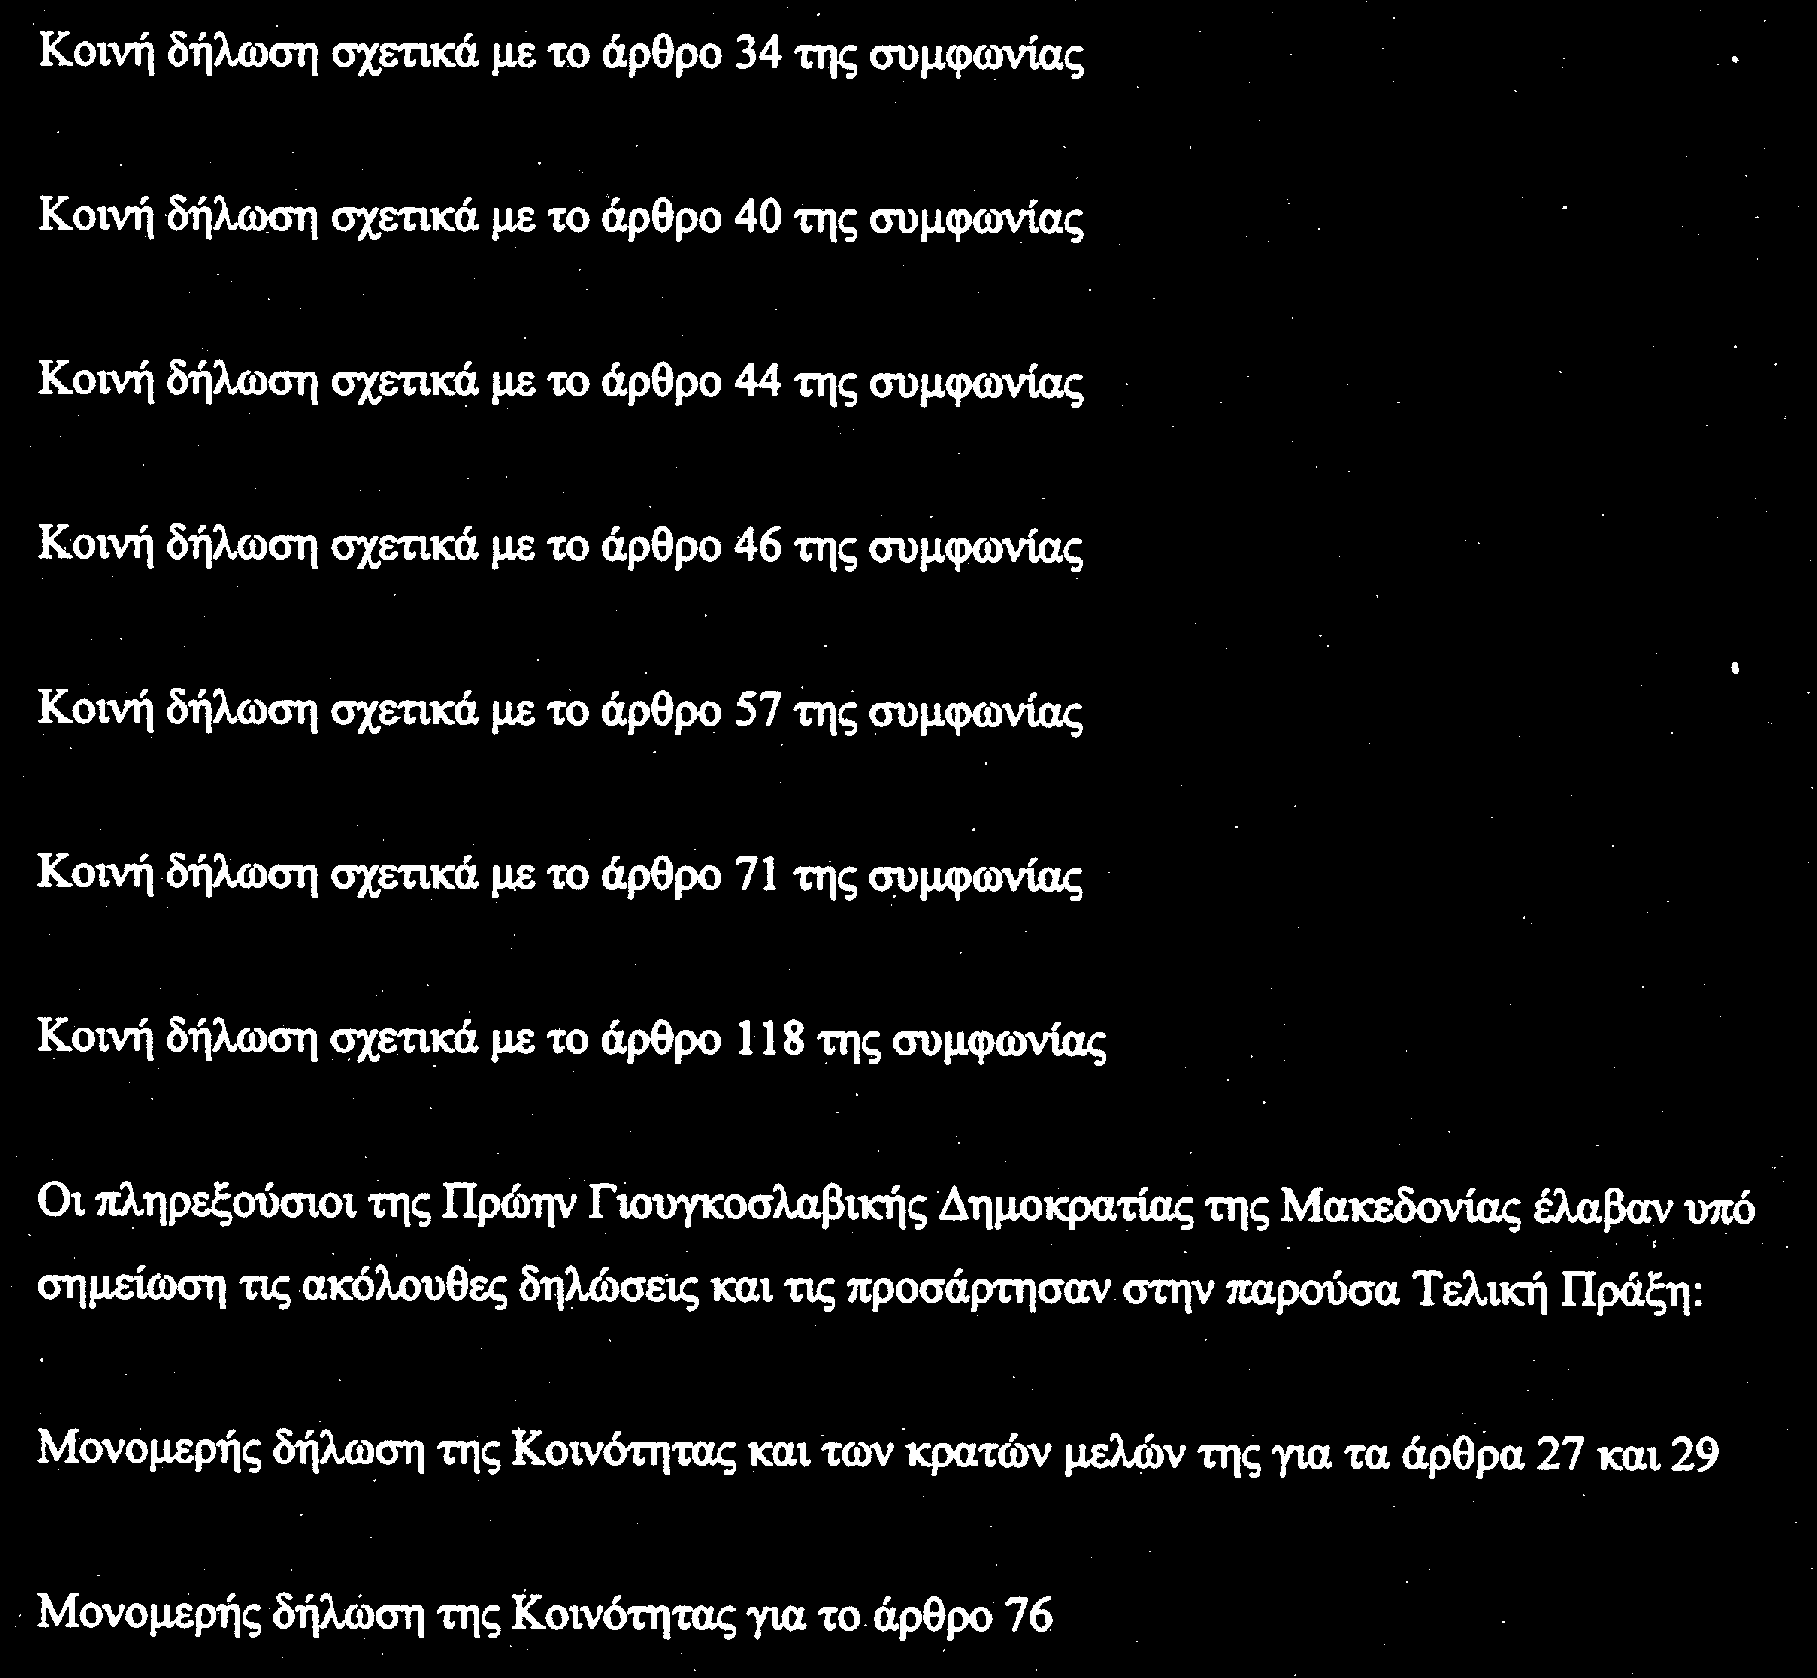 Κοινή δήλωση σχετικά με το άρθρο 34 της συμφωνίας
Κοινή δήλωση σχετικά με το άρθρο 40 της συμφωνίας
Κοινή δήλωση σχετικά με το άρθρο 44 της συμφωνίας
Κοινή δήλωση σχετικά με το άρθρο 46 της συμφωνίας
Κοινή δήλωση σχετικά με το άρθρο 57 της συμφωνίας
Κοινή δήλωση σχετικά με το άρθρο 71 της συμφωνίας
Κοινή δήλωση σχετικά με το άρθρο 118 της συμφωνίας
Οι πληρεξούσιοι της Πρώην Γιουγκοσλαβικής Δημοκρατίας της Μακεδονίας έλαβαν υπό
σημείωση τις ακόλουθες δηλώσεις και τις προσάρτησαν στην παρούσα Τελική Πράξη:
Μονομερής δήλωση της Κοινότητας και των κρατών μελών της για τα άρθρα 27 και 29
Μονομερής δήλωση της Κοινότητας για το άρθρο 76